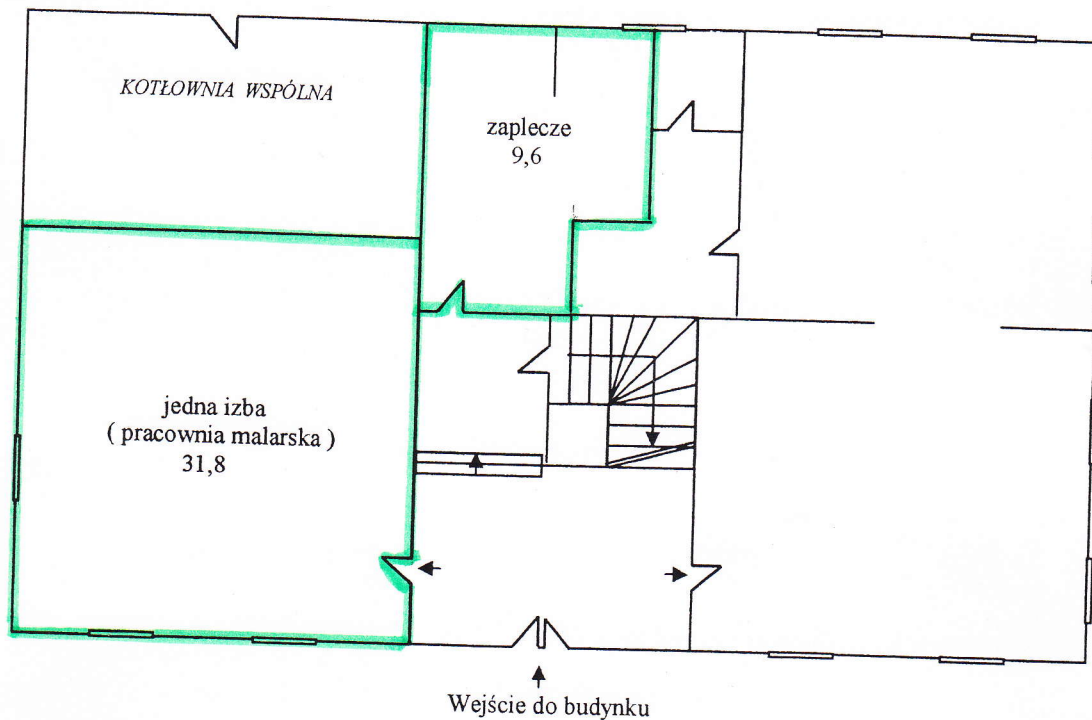 KOTŁOWNIA WSPÓLNA
zaplecze
9,6
jedna izba
( pracownia malarska )
31,8
Wejście do budynku